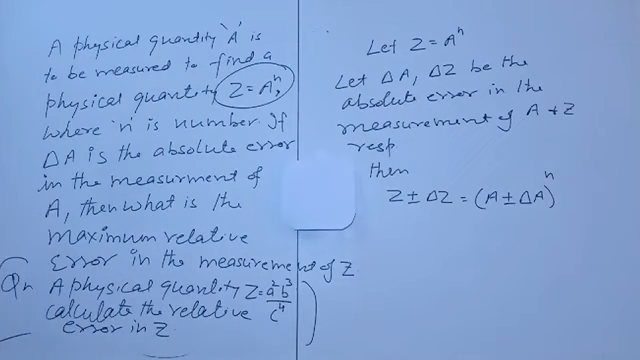 A physical quantity 'A' is
to be measured to find a
physical quantity Z = Aⁿ,
where 'n' is number. If
ΔA is the absolute error
in the measurment of
A, then what is the
maximum relative
error in the measurement of Z.
Qn A physical quantity Z = a²b³/c⁴
calculate the relative
error in Z.
Let Z = Aⁿ
Let ΔA, ΔZ be the
absolute error in the
measurement of A + Z
resp
then
Z ± ΔZ = (A ± ΔA)ⁿ